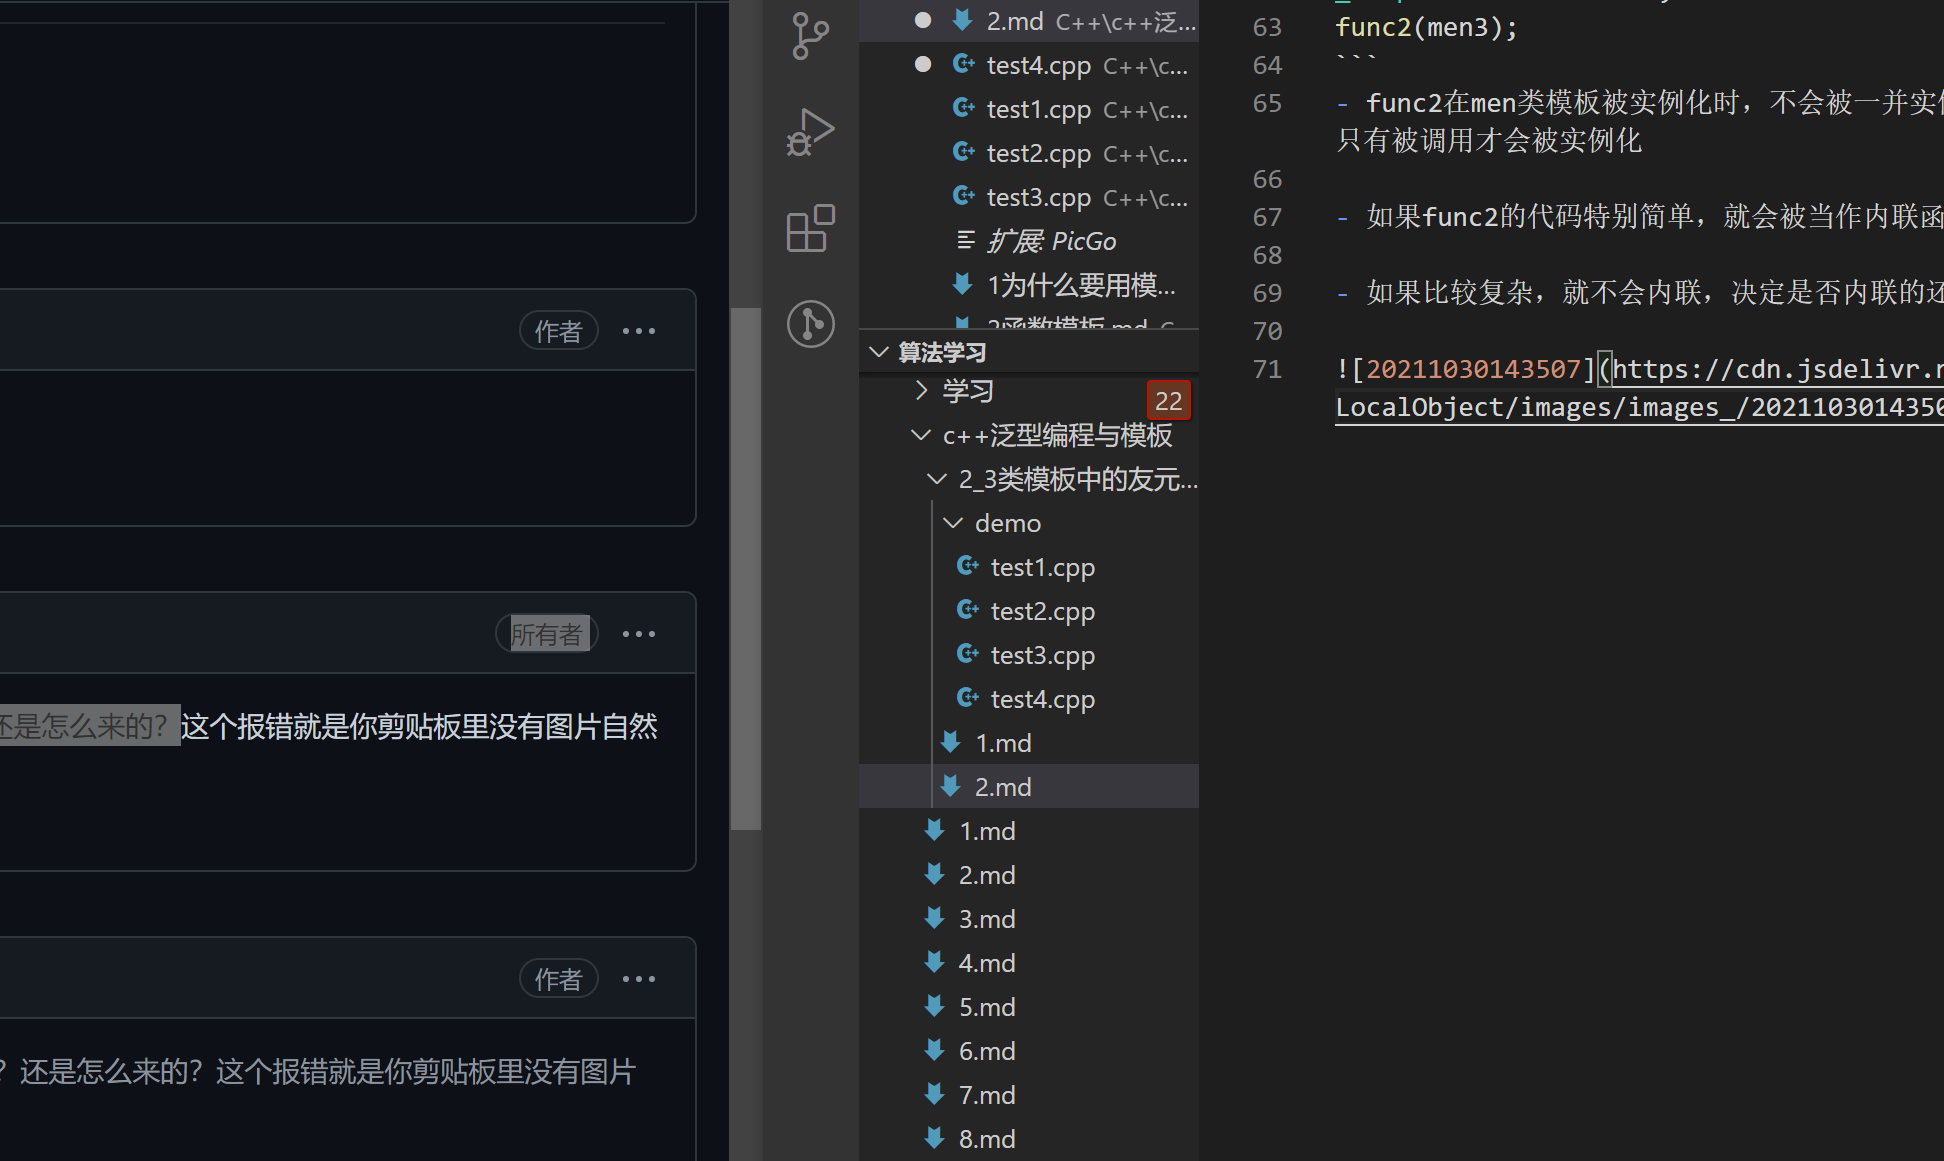 作者
所有者
还是怎么来的？这个报错就是你剪贴板里没有图片自然
作者
？还是怎么来的？这个报错就是你剪贴板里没有图片
2.md C++\c++泛...
test4.cpp C++\c...
test1.cpp C++\c...
test2.cpp C++\c...
test3.cpp C++\c...
扩展: PicGo
1为什么要用模...
2函数模板.md C
算法学习
学习
22
c++泛型编程与模板
2_3类模板中的友元...
demo
test1.cpp
test2.cpp
test3.cpp
test4.cpp
1.md
2.md
1.md
2.md
3.md
4.md
5.md
6.md
7.md
8.md
63 func2(men3);
64 ```
65 - func2在men类模板被实例化时，不会被一并实
只有被调用才会被实例化
66
67 - 如果func2的代码特别简单，就会被当作内联函
68
69 - 如果比较复杂，就不会内联，决定是否内联的还
70
71 ![20211030143507](https://cdn.jsdelivr.n
LocalObject/images/images_/2021103014350